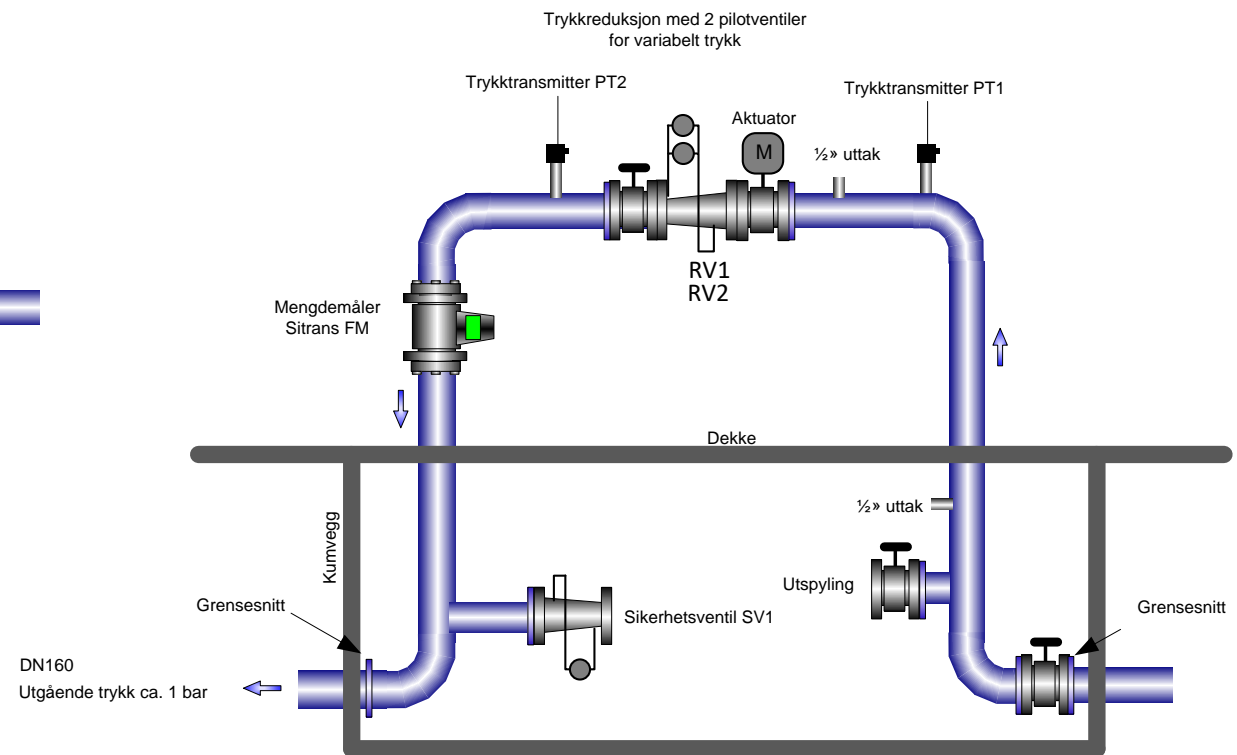 Trykkreduksjon med 2 pilotventiler
for variabelt trykk
Trykktransmitter PT2
Trykktransmitter PT1
Aktuator
M
½» uttak
RV1
RV2
Mengdemåler
Sitrans FM
Dekke
Kumvegg
½» uttak
Utspyling
Grensesnitt
Sikerhetsventil SV1
Grensesnitt
DN160
Utgående trykk ca. 1 bar